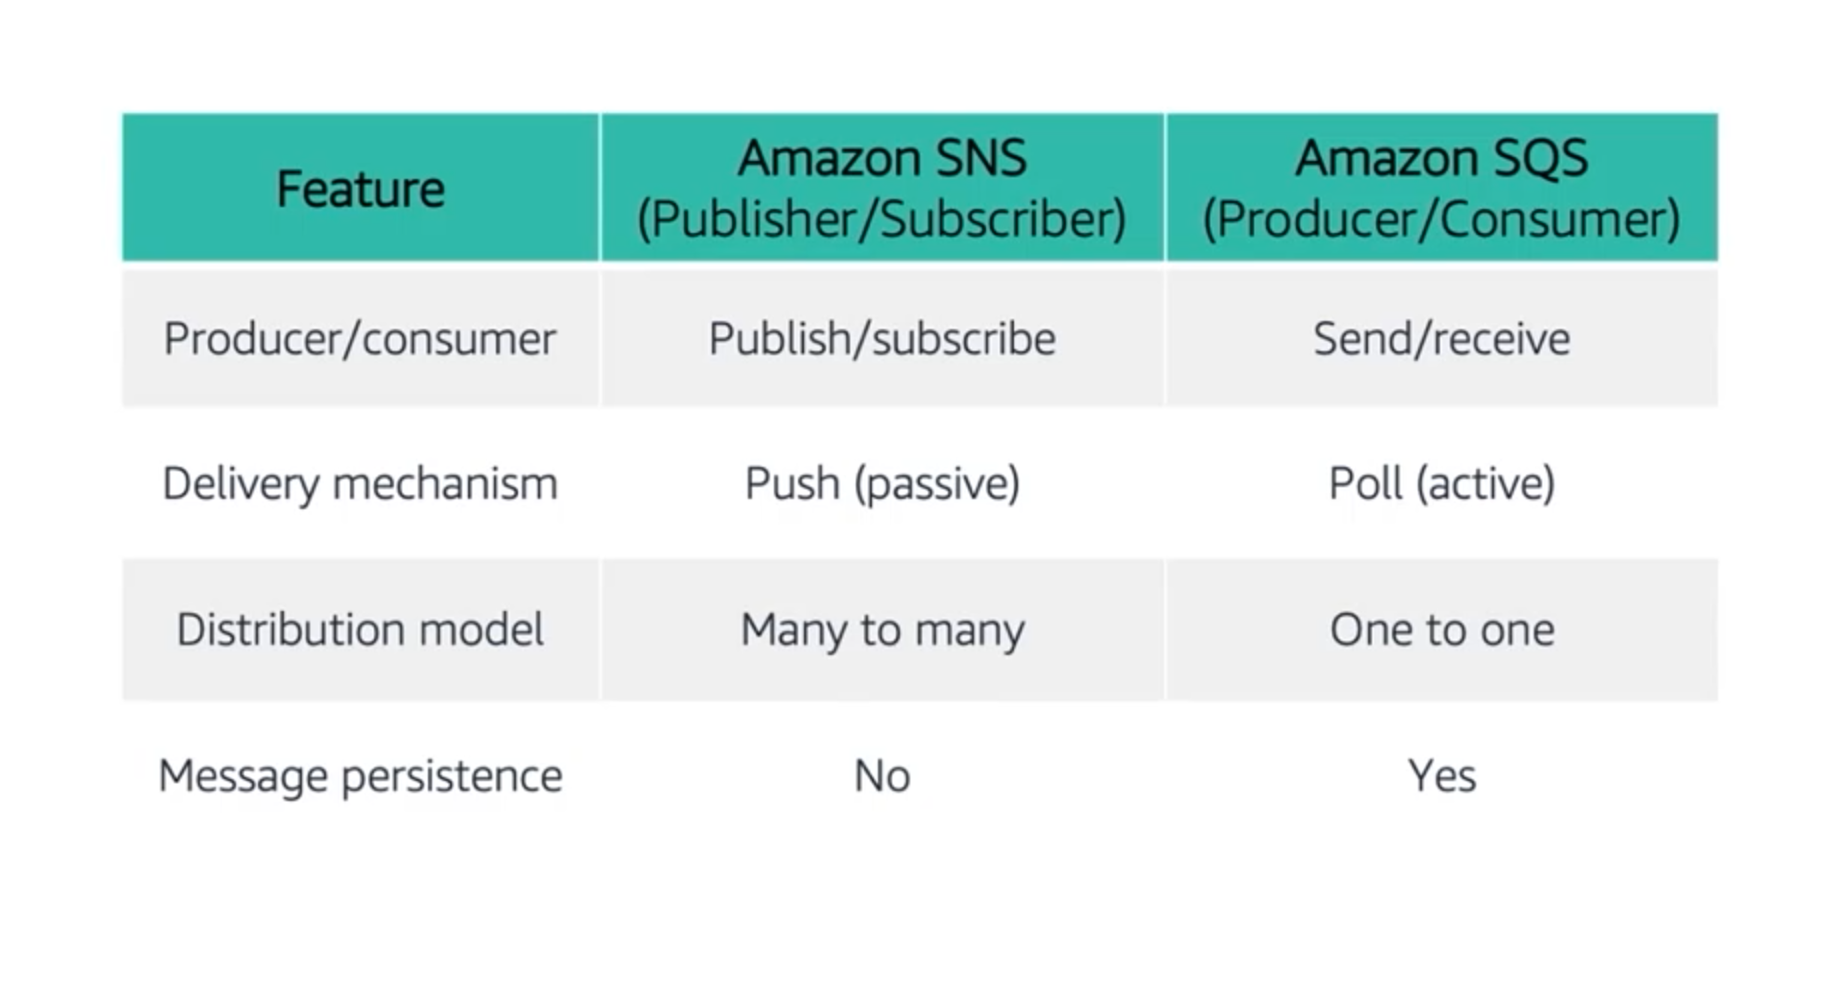 Feature
Amazon SNS
(Publisher/Subscriber)
Amazon SQS
(Producer/Consumer)
Producer/consumer
Publish/subscribe
Send/receive
Delivery mechanism
Push (passive)
Poll (active)
Distribution model
Many to many
One to one
Message persistence
No
Yes